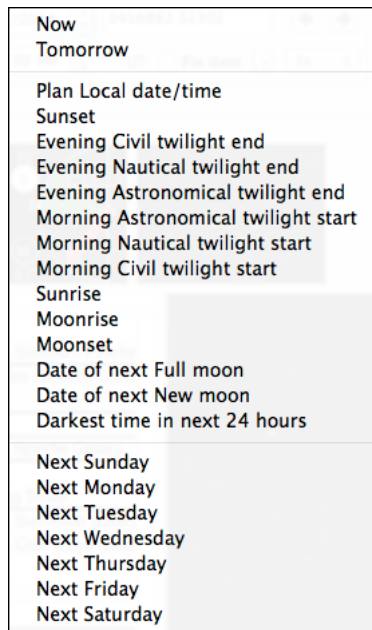 Now
Tomorrow
Plan Local date/time
Sunset
Evening Civil twilight end
Evening Nautical twilight end
Evening Astronomical twilight end
Morning Astronomical twilight start
Morning Nautical twilight start
Morning Civil twilight start
Sunrise
Moonrise
Moonset
Date of next Full moon
Date of next New moon
Darkest time in next 24 hours
Next Sunday
Next Monday
Next Tuesday
Next Wednesday
Next Thursday
Next Friday
Next Saturday